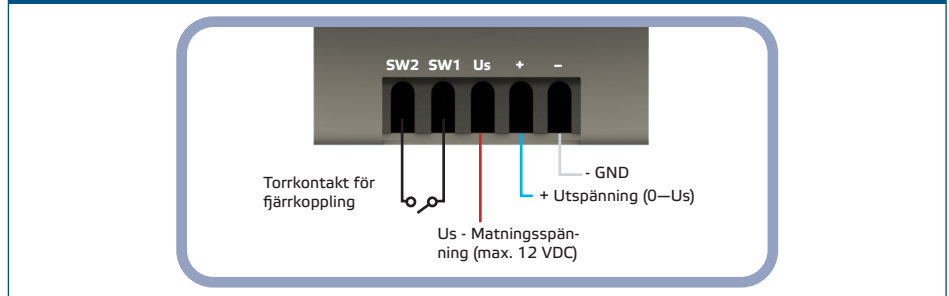 SW2 SW1 Us + –
Torrkontakt för
fjärrkoppling
- GND
+ Utspänning (0—Us)
Us - Matningsspän-
ning (max. 12 VDC)